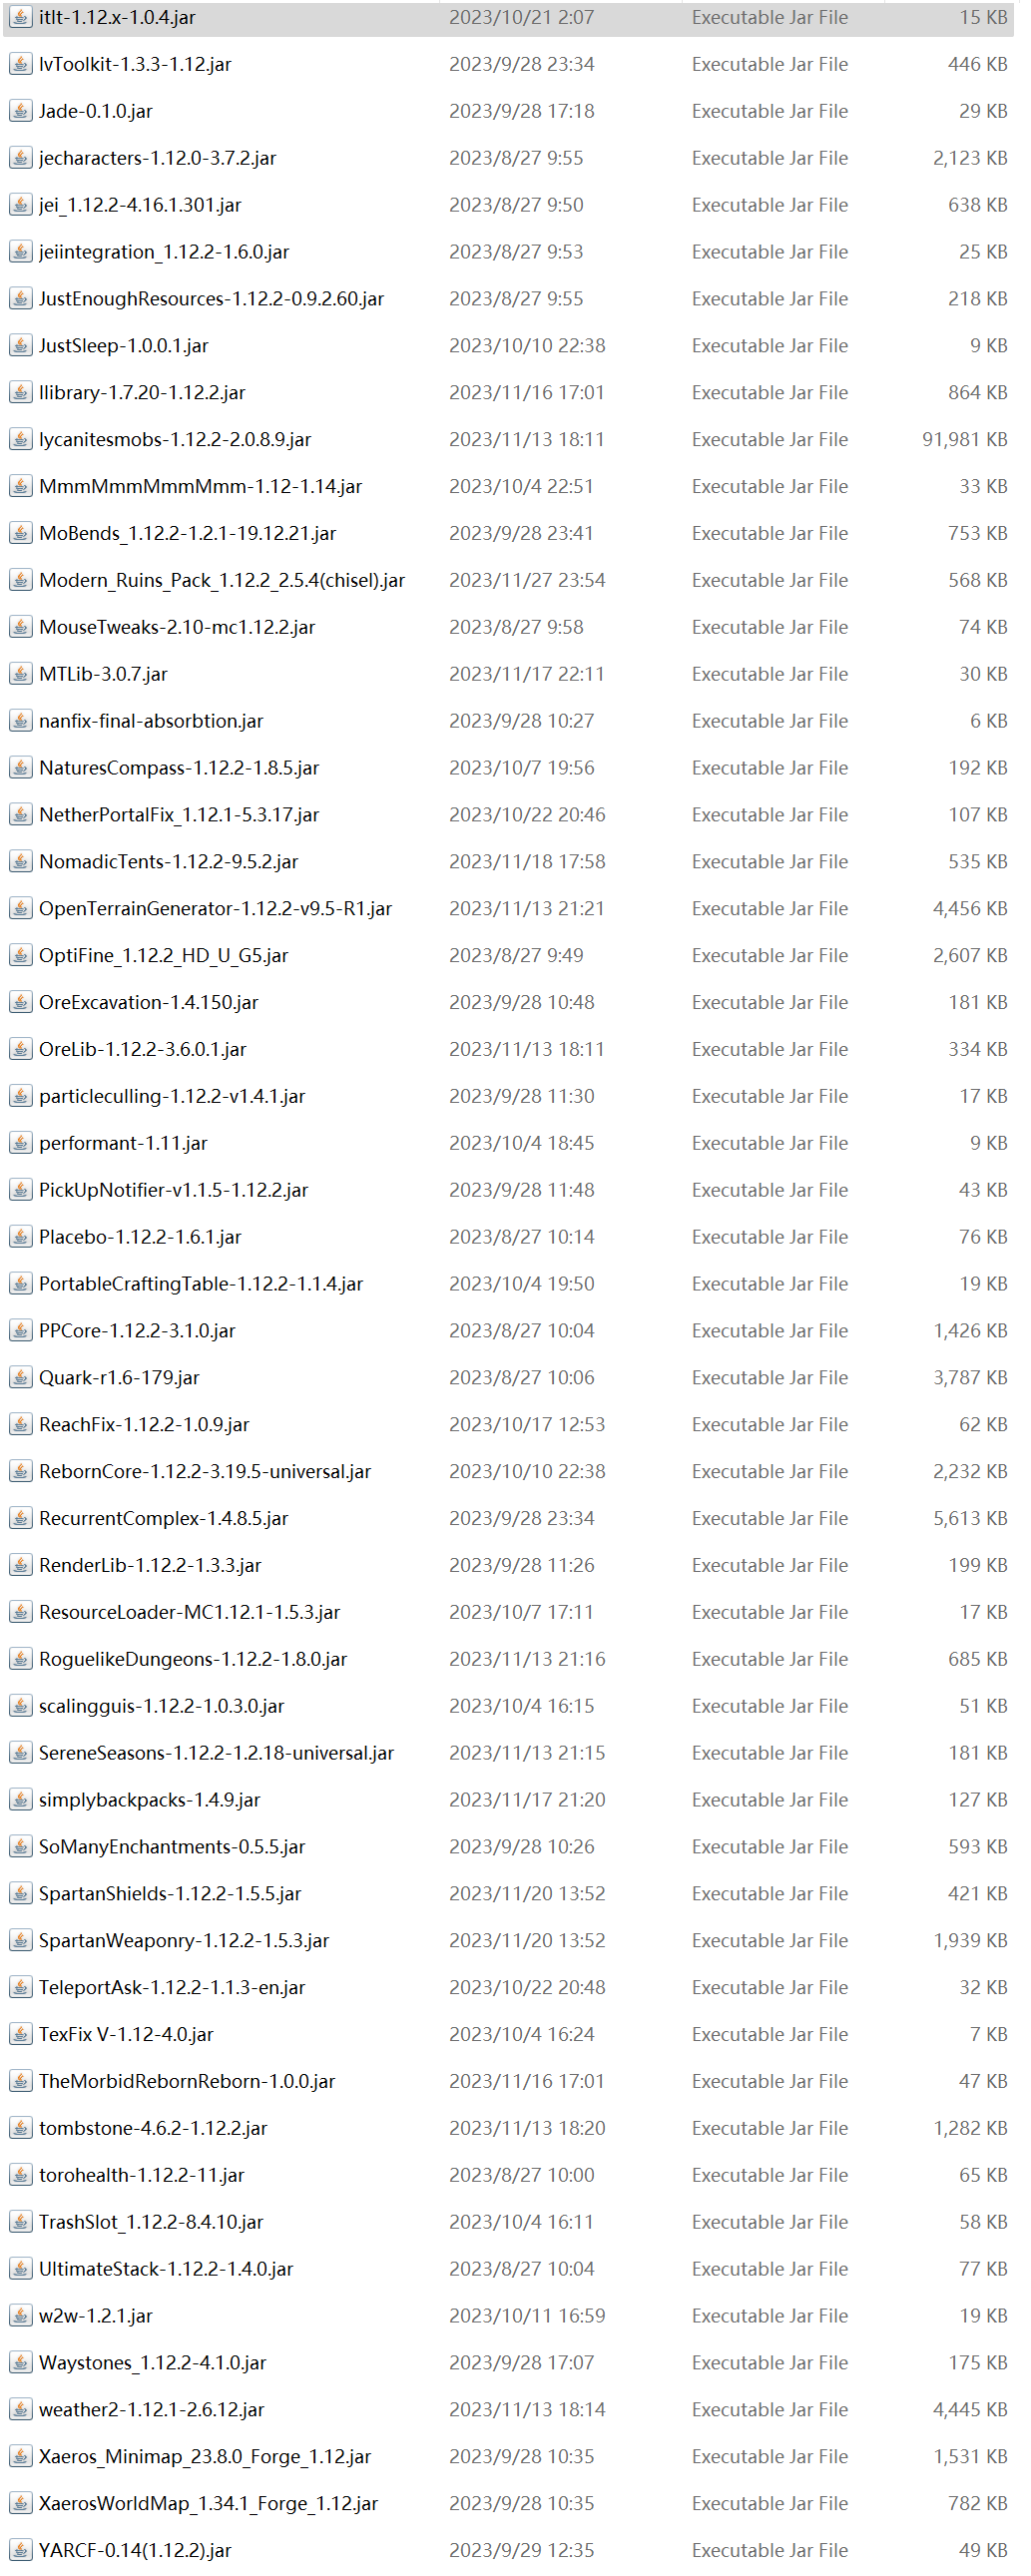 itlt-1.12.x-1.0.4.jar 2023/10/21 2:07 Executable Jar File 15 KB
IvToolkit-1.3.3-1.12.jar 2023/9/28 23:34 Executable Jar File 446 KB
Jade-0.1.0.jar 2023/9/28 17:18 Executable Jar File 29 KB
jecharacters-1.12.0-3.7.2.jar 2023/8/27 9:55 Executable Jar File 2,123 KB
jei_1.12.2-4.16.1.301.jar 2023/8/27 9:50 Executable Jar File 638 KB
jeiintegration_1.12.2-1.6.0.jar 2023/8/27 9:53 Executable Jar File 25 KB
JustEnoughResources-1.12.2-0.9.2.60.jar 2023/8/27 9:55 Executable Jar File 218 KB
JustSleep-1.0.0.1.jar 2023/10/10 22:38 Executable Jar File 9 KB
llibrary-1.7.20-1.12.2.jar 2023/11/16 17:01 Executable Jar File 864 KB
lycanitesmobs-1.12.2-2.0.8.9.jar 2023/11/13 18:11 Executable Jar File 91,981 KB
MmmMmmMmmMmm-1.12-1.14.jar 2023/10/4 22:51 Executable Jar File 33 KB
MoBends_1.12.2-1.2.1-19.12.21.jar 2023/9/28 23:41 Executable Jar File 753 KB
Modern_Ruins_Pack_1.12.2_2.5.4(chisel).jar 2023/11/27 23:54 Executable Jar File 568 KB
MouseTweaks-2.10-mc1.12.2.jar 2023/8/27 9:58 Executable Jar File 74 KB
MTLib-3.0.7.jar 2023/11/17 22:11 Executable Jar File 30 KB
nanfix-final-absorbtion.jar 2023/9/28 10:27 Executable Jar File 6 KB
NaturesCompass-1.12.2-1.8.5.jar 2023/10/7 19:56 Executable Jar File 192 KB
NetherPortalFix_1.12.1-5.3.17.jar 2023/10/22 20:46 Executable Jar File 107 KB
NomadicTents-1.12.2-9.5.2.jar 2023/11/18 17:58 Executable Jar File 535 KB
OpenTerrainGenerator-1.12.2-v9.5-R1.jar 2023/11/13 21:21 Executable Jar File 4,456 KB
OptiFine_1.12.2_HD_U_G5.jar 2023/8/27 9:49 Executable Jar File 2,607 KB
OreExcavation-1.4.150.jar 2023/9/28 10:48 Executable Jar File 181 KB
OreLib-1.12.2-3.6.0.1.jar 2023/11/13 18:11 Executable Jar File 334 KB
particleculling-1.12.2-v1.4.1.jar 2023/9/28 11:30 Executable Jar File 17 KB
performant-1.11.jar 2023/10/4 18:45 Executable Jar File 9 KB
PickUpNotifier-v1.1.5-1.12.2.jar 2023/9/28 11:48 Executable Jar File 43 KB
Placebo-1.12.2-1.6.1.jar 2023/8/27 10:14 Executable Jar File 76 KB
PortableCraftingTable-1.12.2-1.1.4.jar 2023/10/4 19:50 Executable Jar File 19 KB
PPCore-1.12.2-3.1.0.jar 2023/8/27 10:04 Executable Jar File 1,426 KB
Quark-r1.6-179.jar 2023/8/27 10:06 Executable Jar File 3,787 KB
ReachFix-1.12.2-1.0.9.jar 2023/10/17 12:53 Executable Jar File 62 KB
RebornCore-1.12.2-3.19.5-universal.jar 2023/10/10 22:38 Executable Jar File 2,232 KB
RecurrentComplex-1.4.8.5.jar 2023/9/28 23:34 Executable Jar File 5,613 KB
RenderLib-1.12.2-1.3.3.jar 2023/9/28 11:26 Executable Jar File 199 KB
ResourceLoader-MC1.12.1-1.5.3.jar 2023/10/7 17:11 Executable Jar File 17 KB
RoguelikeDungeons-1.12.2-1.8.0.jar 2023/11/13 21:16 Executable Jar File 685 KB
scalingguis-1.12.2-1.0.3.0.jar 2023/10/4 16:15 Executable Jar File 51 KB
SereneSeasons-1.12.2-1.2.18-universal.jar 2023/11/13 21:15 Executable Jar File 181 KB
simplybackpacks-1.4.9.jar 2023/11/17 21:20 Executable Jar File 127 KB
SoManyEnchantments-0.5.5.jar 2023/9/28 10:26 Executable Jar File 593 KB
SpartanShields-1.12.2-1.5.5.jar 2023/11/20 13:52 Executable Jar File 421 KB
SpartanWeaponry-1.12.2-1.5.3.jar 2023/11/20 13:52 Executable Jar File 1,939 KB
TeleportAsk-1.12.2-1.1.3-en.jar 2023/10/22 20:48 Executable Jar File 32 KB
TexFix V-1.12-4.0.jar 2023/10/4 16:24 Executable Jar File 7 KB
TheMorbidRebornReborn-1.0.0.jar 2023/11/16 17:01 Executable Jar File 47 KB
tombstone-4.6.2-1.12.2.jar 2023/11/13 18:20 Executable Jar File 1,282 KB
torohealth-1.12.2-11.jar 2023/8/27 10:00 Executable Jar File 65 KB
TrashSlot_1.12.2-8.4.10.jar 2023/10/4 16:11 Executable Jar File 58 KB
UltimateStack-1.12.2-1.4.0.jar 2023/8/27 10:04 Executable Jar File 77 KB
w2w-1.2.1.jar 2023/10/11 16:59 Executable Jar File 19 KB
Waystones_1.12.2-4.1.0.jar 2023/9/28 17:07 Executable Jar File 175 KB
weather2-1.12.1-2.6.12.jar 2023/11/13 18:14 Executable Jar File 4,445 KB
Xaeros_Minimap_23.8.0_Forge_1.12.jar 2023/9/28 10:35 Executable Jar File 1,531 KB
XaerosWorldMap_1.34.1_Forge_1.12.jar 2023/9/28 10:35 Executable Jar File 782 KB
YARCF-0.14(1.12.2).jar 2023/9/29 12:35 Executable Jar File 49 KB